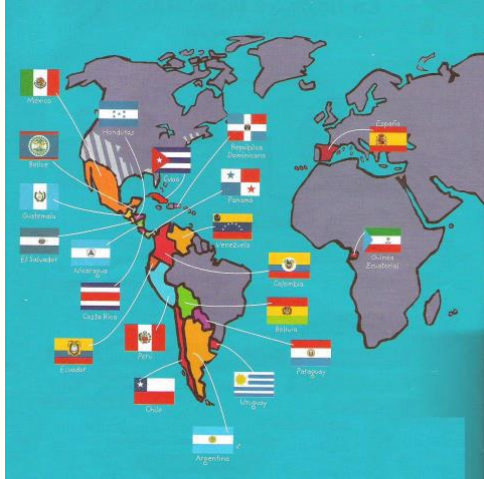 México
Honduras
República
Dominicana
España
Belice
Cuba
Panamá
Guatemala
Venezuela
El Salvador
Nicaragua
Guinea
Ecuatorial
Colombia
Costa Rica
Bolivia
Perú
Ecuador
Paraguay
Chile
Uruguay
Argentina